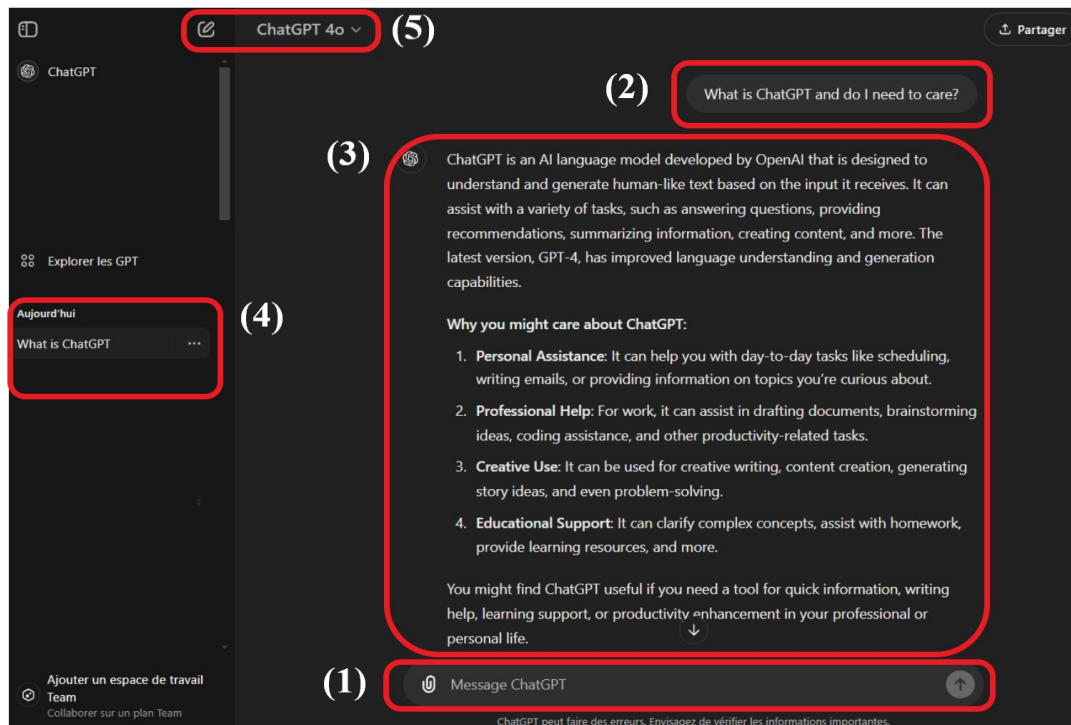 ChatGPT 4o
(5)
Partager
ChatGPT
(2)
What is ChatGPT and do I need to care?
(3)
ChatGPT is an AI language model developed by OpenAI that is designed to
understand and generate human-like text based on the input it receives. It can
assist with a variety of tasks, such as answering questions, providing
recommendations, summarizing information, creating content, and more. The
latest version, GPT-4, has improved language understanding and generation
capabilities.
Why you might care about ChatGPT:
1. Personal Assistance: It can help you with day-to-day tasks like scheduling,
writing emails, or providing information on topics you're curious about.
2. Professional Help: For work, it can assist in drafting documents, brainstorming
ideas, coding assistance, and other productivity-related tasks.
3. Creative Use: It can be used for creative writing, content creation, generating
story ideas, and even problem-solving.
4. Educational Support: It can clarify complex concepts, assist with homework,
provide learning resources, and more.
You might find ChatGPT useful if you need a tool for quick information, writing
help, learning support, or productivity enhancement in your professional or
personal life.
Explorer les GPT
Aujourd'hui
(4)
What is ChatGPT
Ajouter un espace de travail
Team
Collaborer sur un plan Team
(1)
Message ChatGPT
ChatGPT peut faire des erreurs. Envisagez de vérifier les informations importantes.